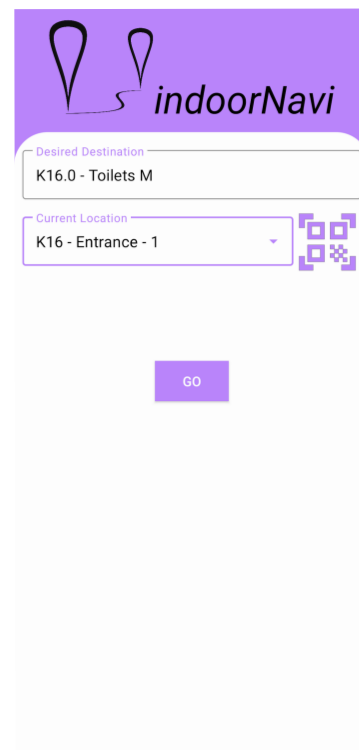 indoorNavi
Desired Destination
K16.0 - Toilets M
Current Location
K16 - Entrance - 1
GO